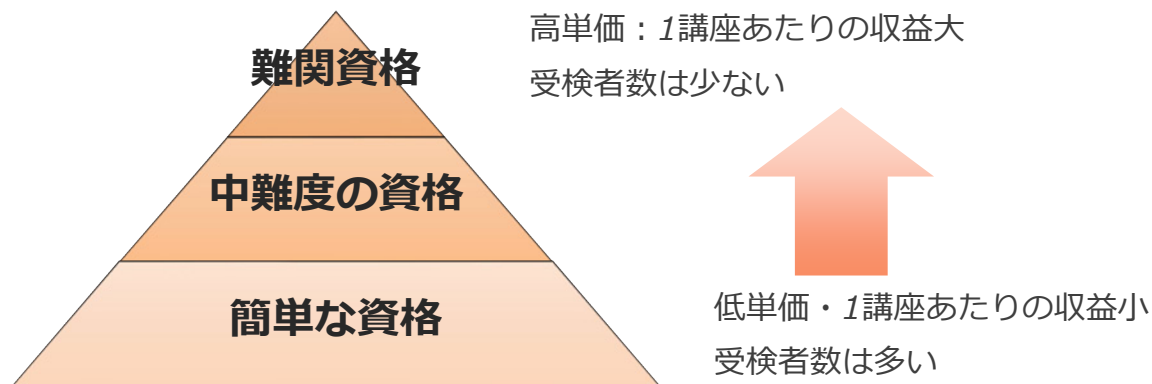 難関資格
高単価：1講座あたりの収益大
受検者数は少ない
中難度の資格
簡単な資格
低単価・1講座あたりの収益小
受検者数は多い